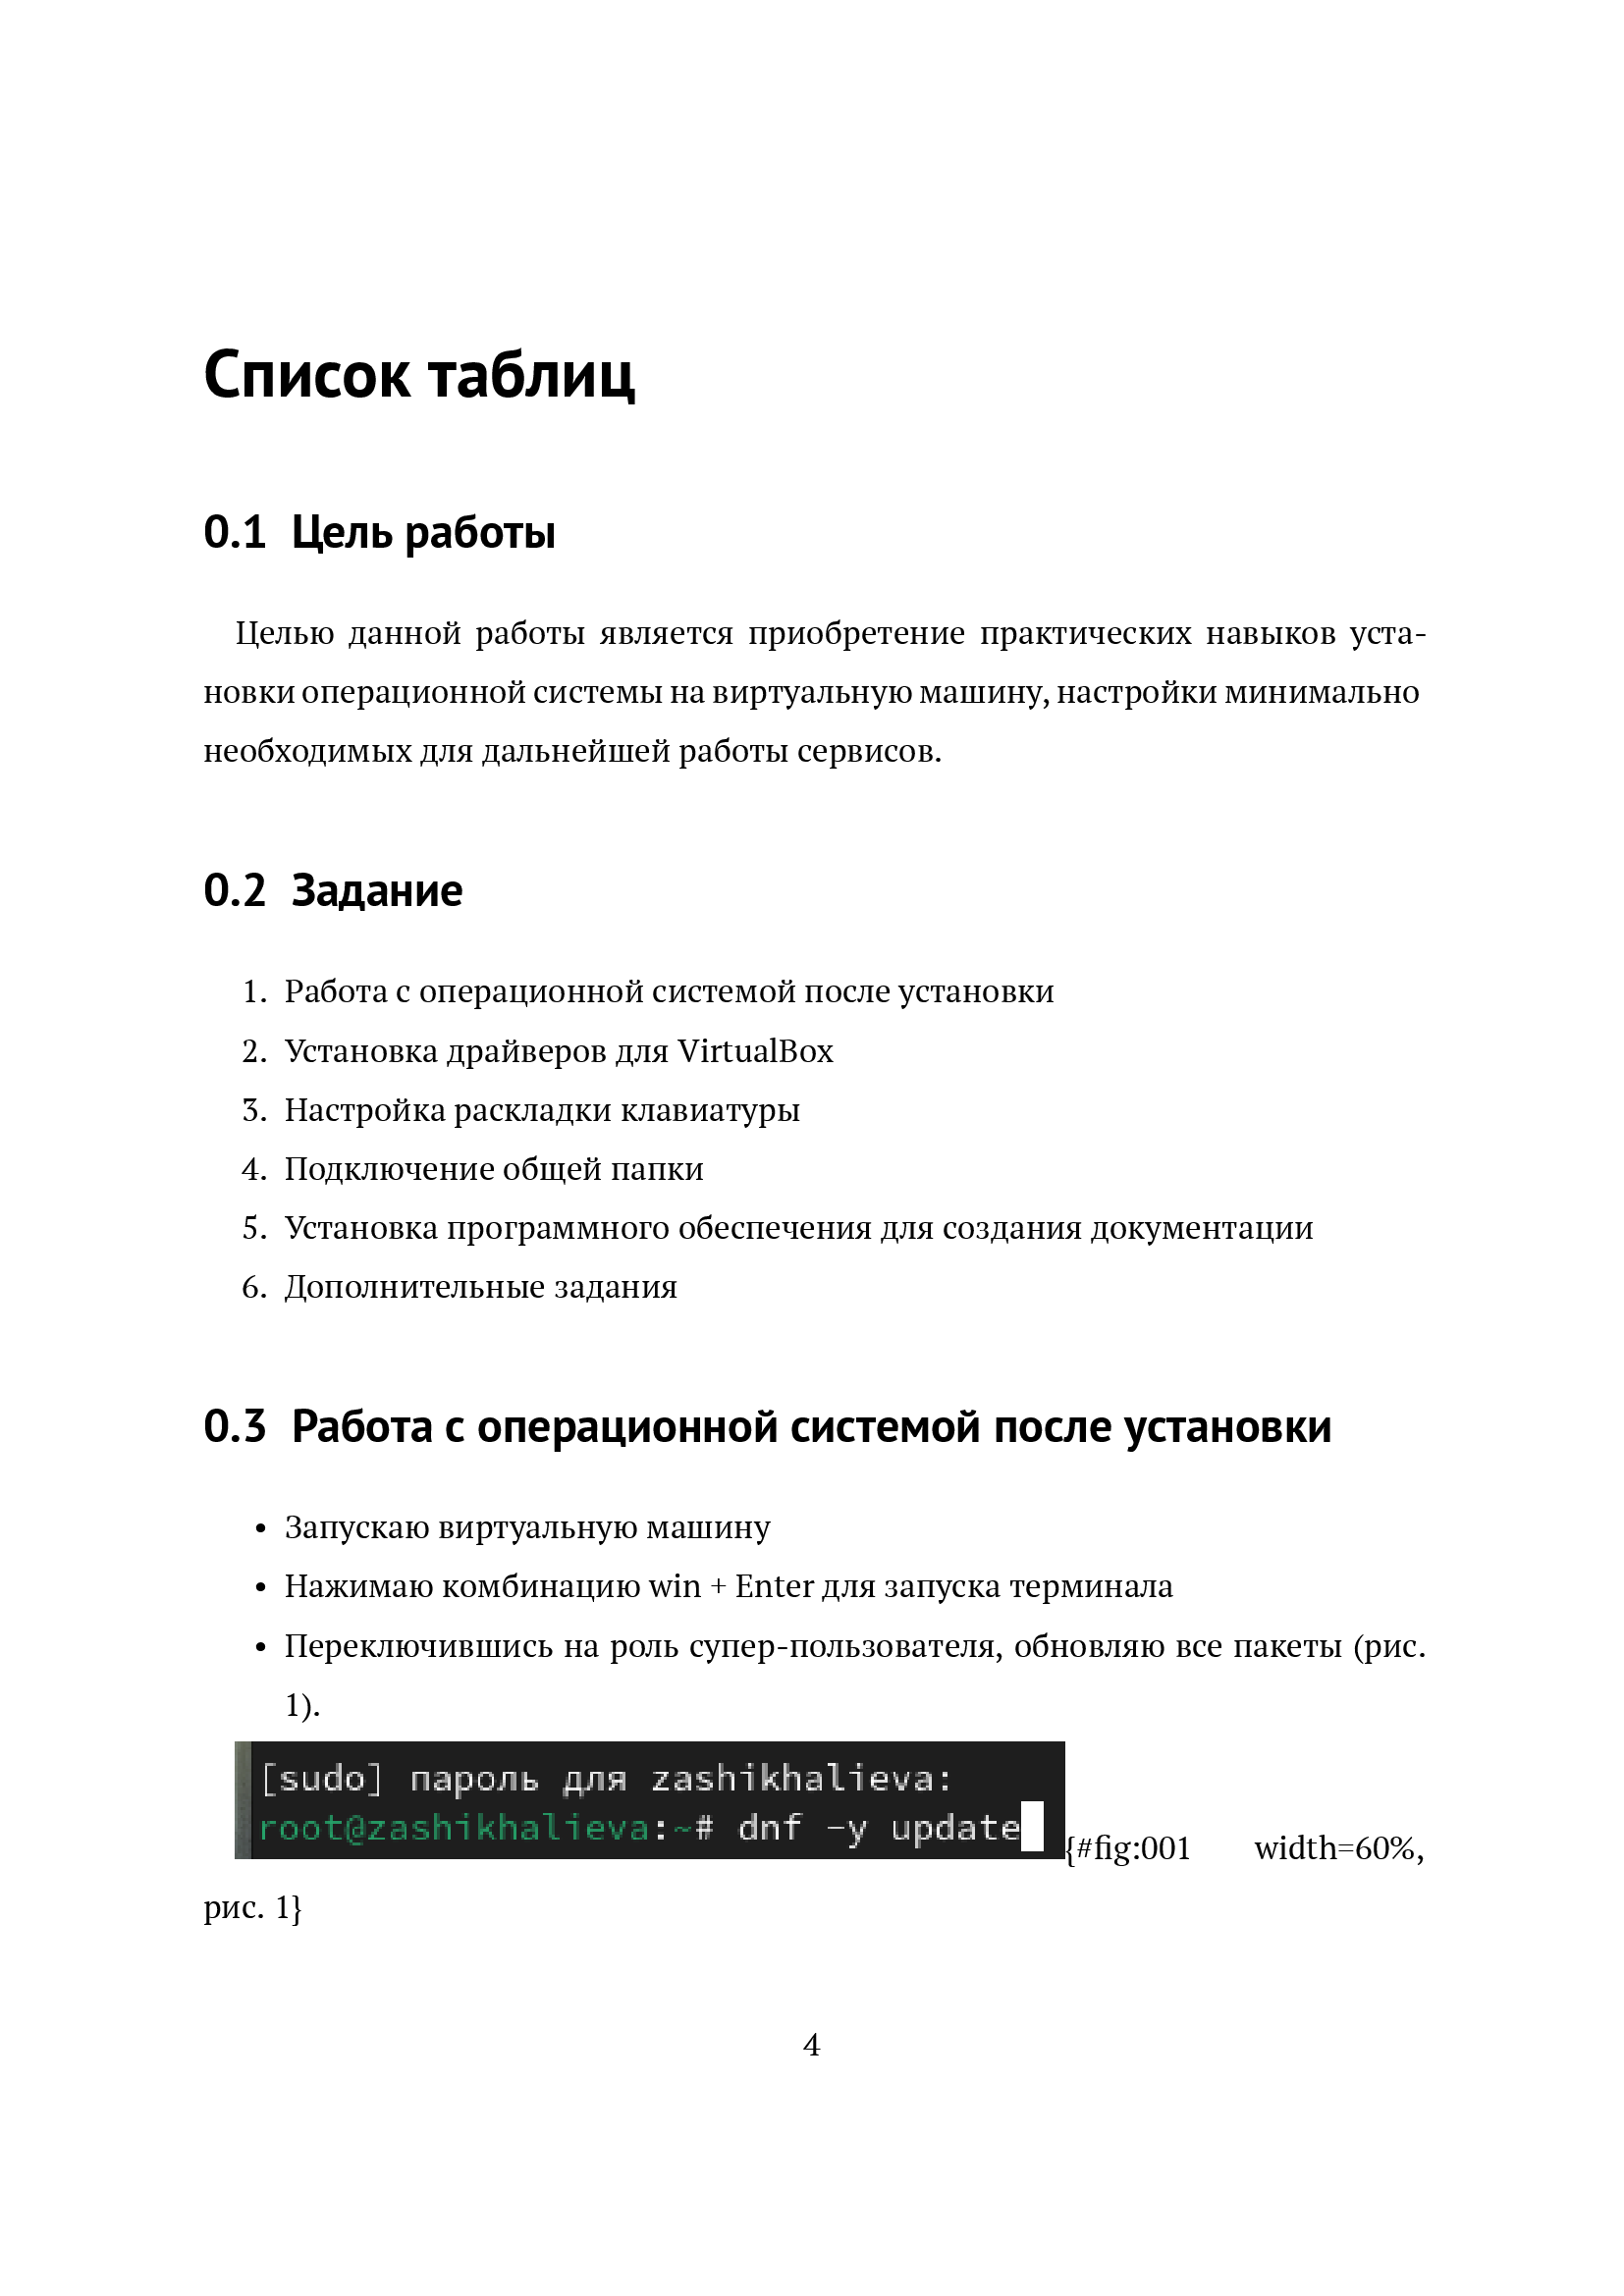 Список таблиц
0.1 Цель работы
Целью данной работы является приобретение практических навыков уста-
новки операционной системы на виртуальную машину, настройки минимально
необходимых для дальнейшей работы сервисов.
0.2 Задание
1. Работа с операционной системой после установки
2. Установка драйверов для VirtualBox
3. Настройка раскладки клавиатуры
4. Подключение общей папки
5. Установка программного обеспечения для создания документации
6. Дополнительные задания
0.3 Работа с операционной системой после установки
• Запускаю виртуальную машину
• Нажимаю комбинацию win + Enter для запуска терминала
• Переключившись на роль супер-пользователя, обновляю все пакеты (рис.
1).
[sudo] пароль для zashikhalieva:
root@zashikhalieva:~# dnf -y update
{#fig:001 width=60%,
рис. 1}
4